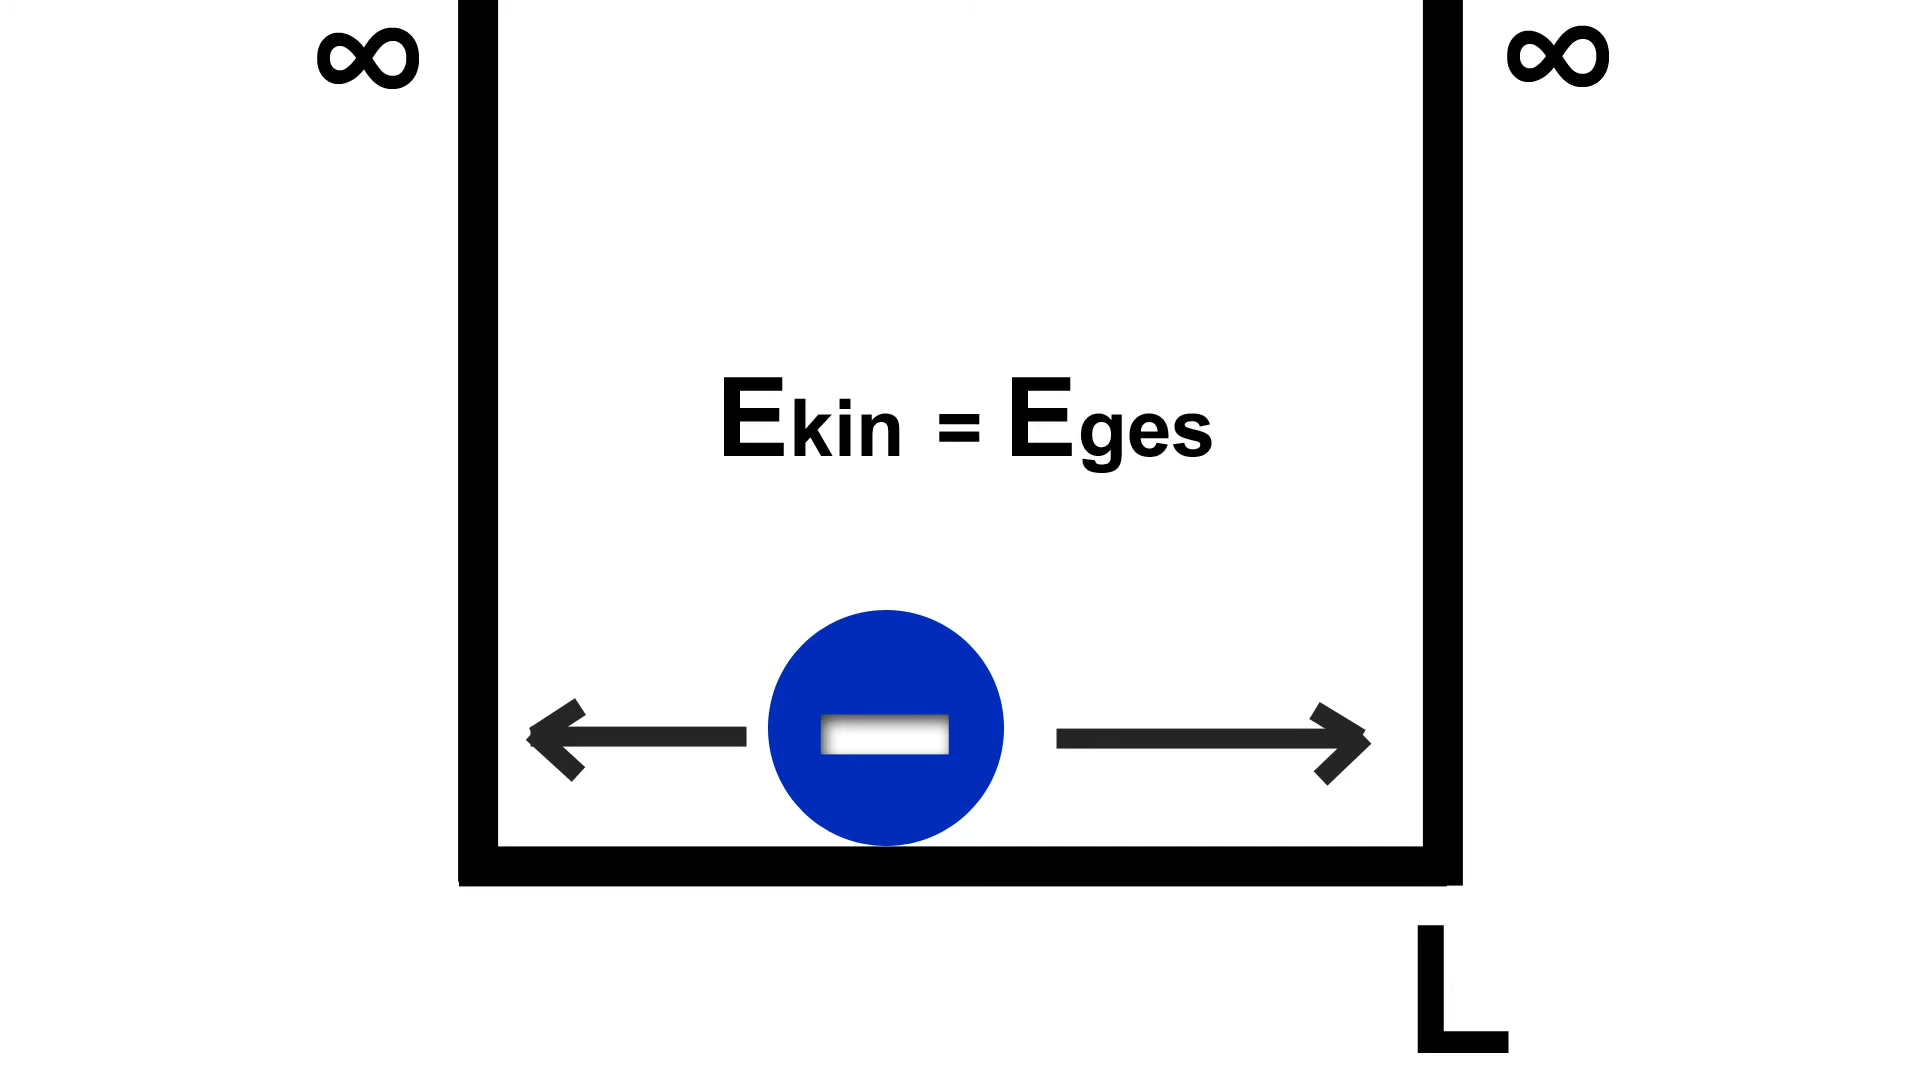 ∞ ∞
Ekin = Eges
L